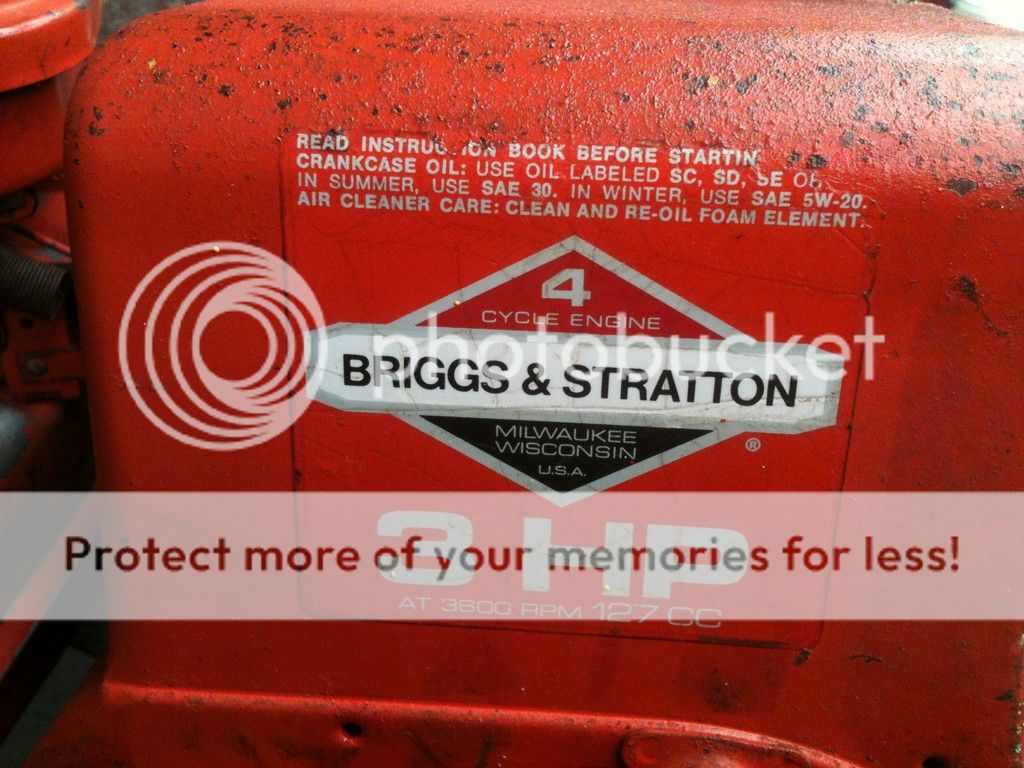 READ BOOK BEFORE STARTIN
CRANKCASE OIL: USE OIL LABELED SC, SD, SE
IN SUMMER, USE SAE 30. IN WINTER, USE SAE 5W-20.
AIR CLEANER CARE: CLEAN AND RE-OIL FOAM ELEMENT.
4
CYCLE ENGINE
photobucket
BRIGGS & STRATTON
MILWAUKEE
WISCONSIN
U.S.A.
®
3 HP
Protect more of your memories for less!
AT 3600 RPM 127 CC